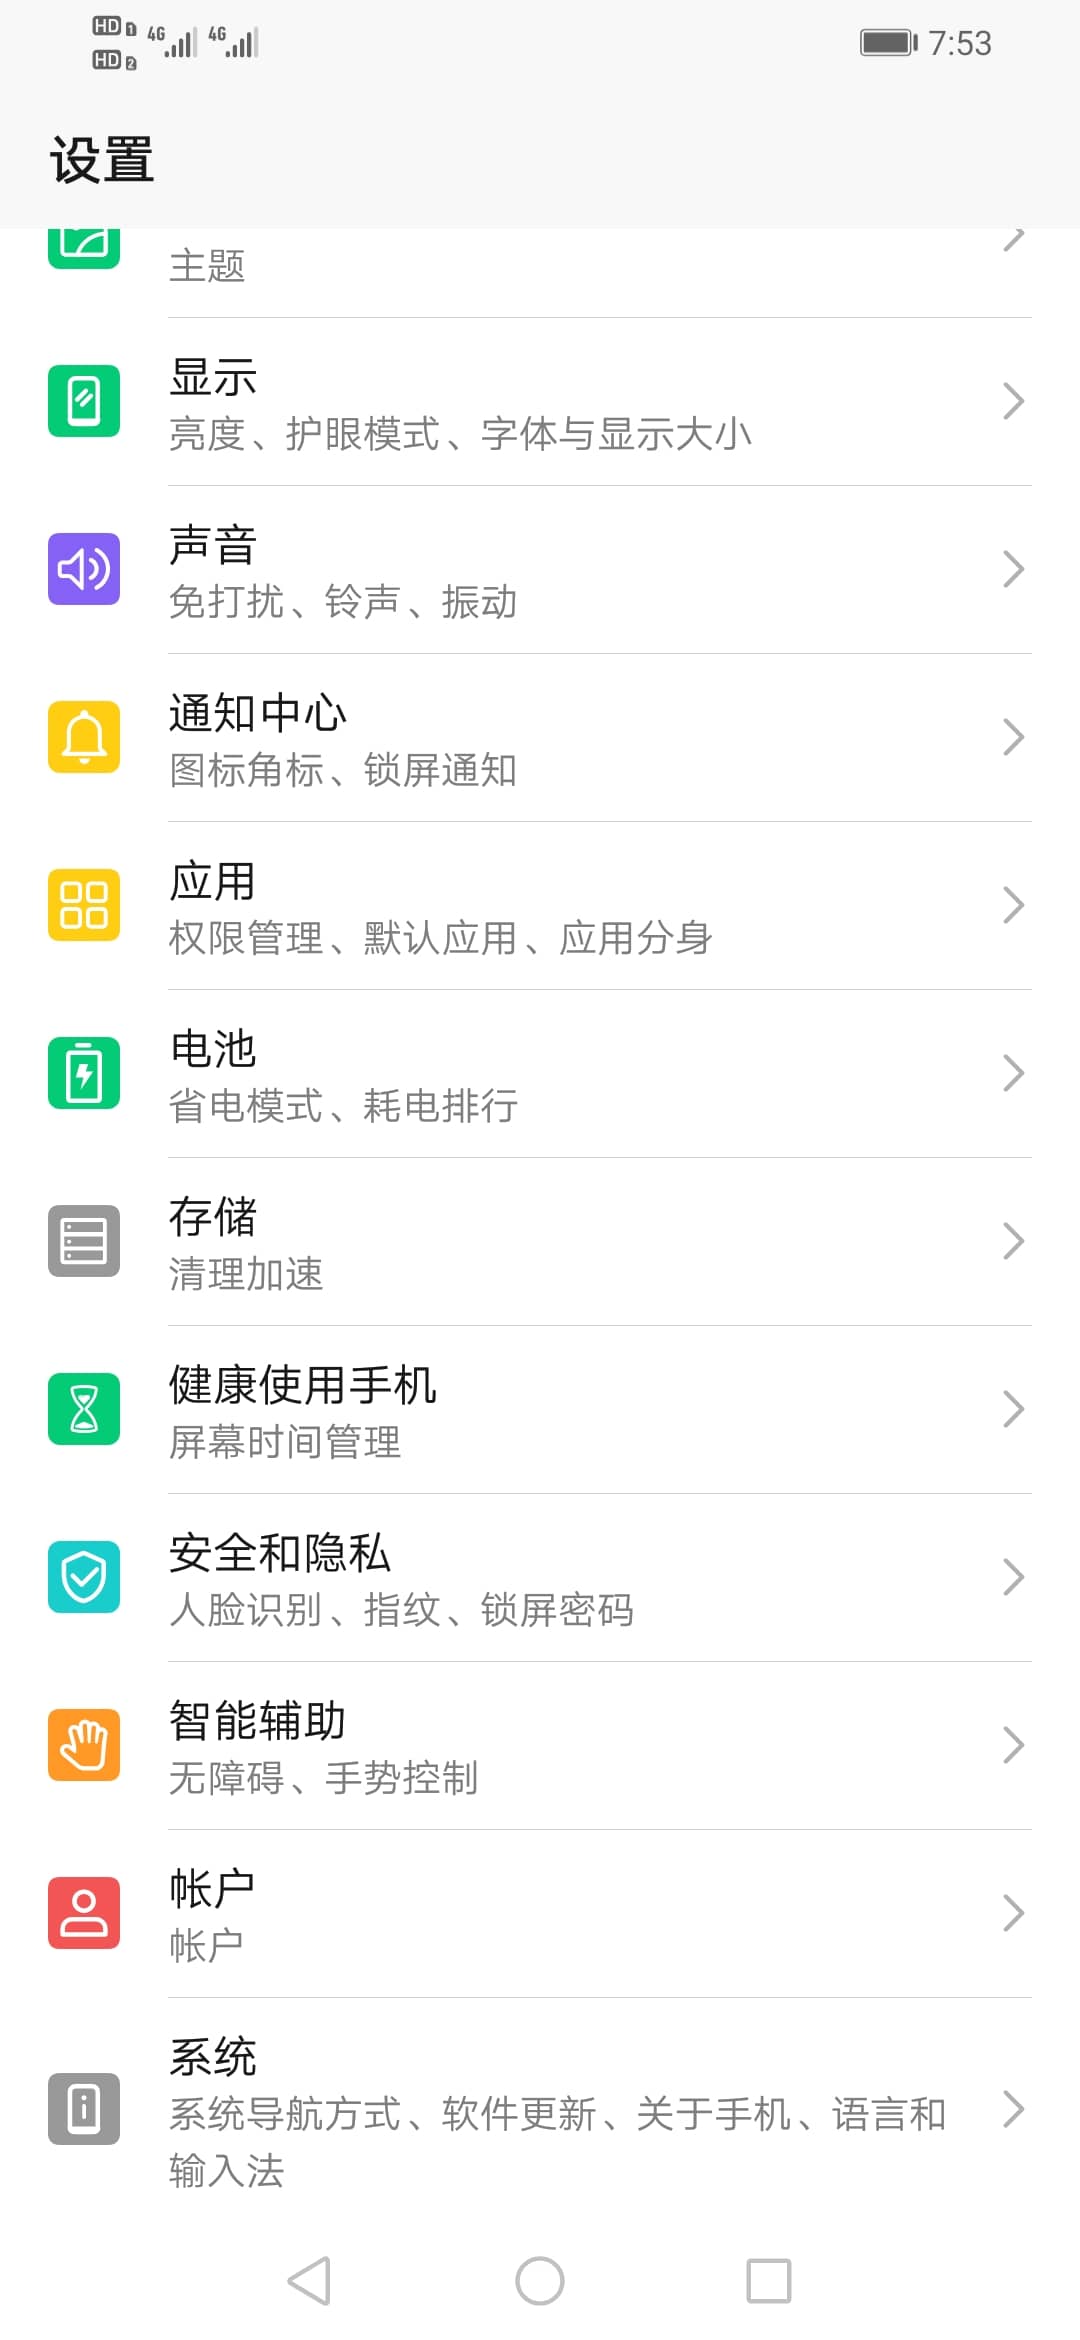 HD 1 4G 4G 7:53
HD 2
设置
主题
显示
亮度、护眼模式、字体与显示大小
声音
免打扰、铃声、振动
通知中心
图标角标、锁屏通知
应用
权限管理、默认应用、应用分身
电池
省电模式、耗电排行
存储
清理加速
健康使用手机
屏幕时间管理
安全和隐私
人脸识别、指纹、锁屏密码
智能辅助
无障碍、手势控制
帐户
帐户
系统
系统导航方式、软件更新、关于手机、语言和
输入法